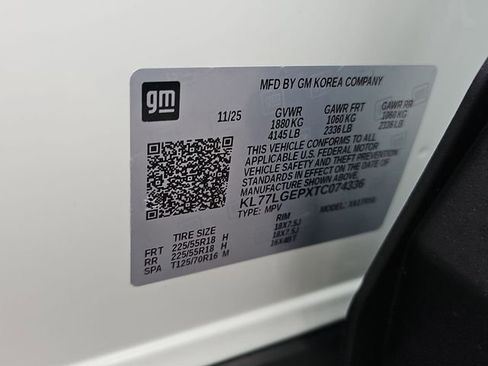 gm
MFD BY GM KOREA COMPANY
11/25 GVWR GAWR FRT GAWR RR
1880 KG 1060 KG 1060 KG
4145 LB 2336 LB 2336 LB
THIS VEHICLE CONFORMS TO ALL
APPLICABLE U.S. FEDERAL MOTOR
VEHICLE SAFETY AND THEFT PREVENTION
STANDARDS IN EFFECT ON THE DATE OF
MANUFACTURE SHOWN ABOVE.
KL77LGEPXTC074336
TYPE: MPV MODEL:
TIRE SIZE RIM
FRT 225/55R18 H 18X7.5J
RR 225/55R18 H 18X7.5J
SPA T125/70R16 M 16X4BT